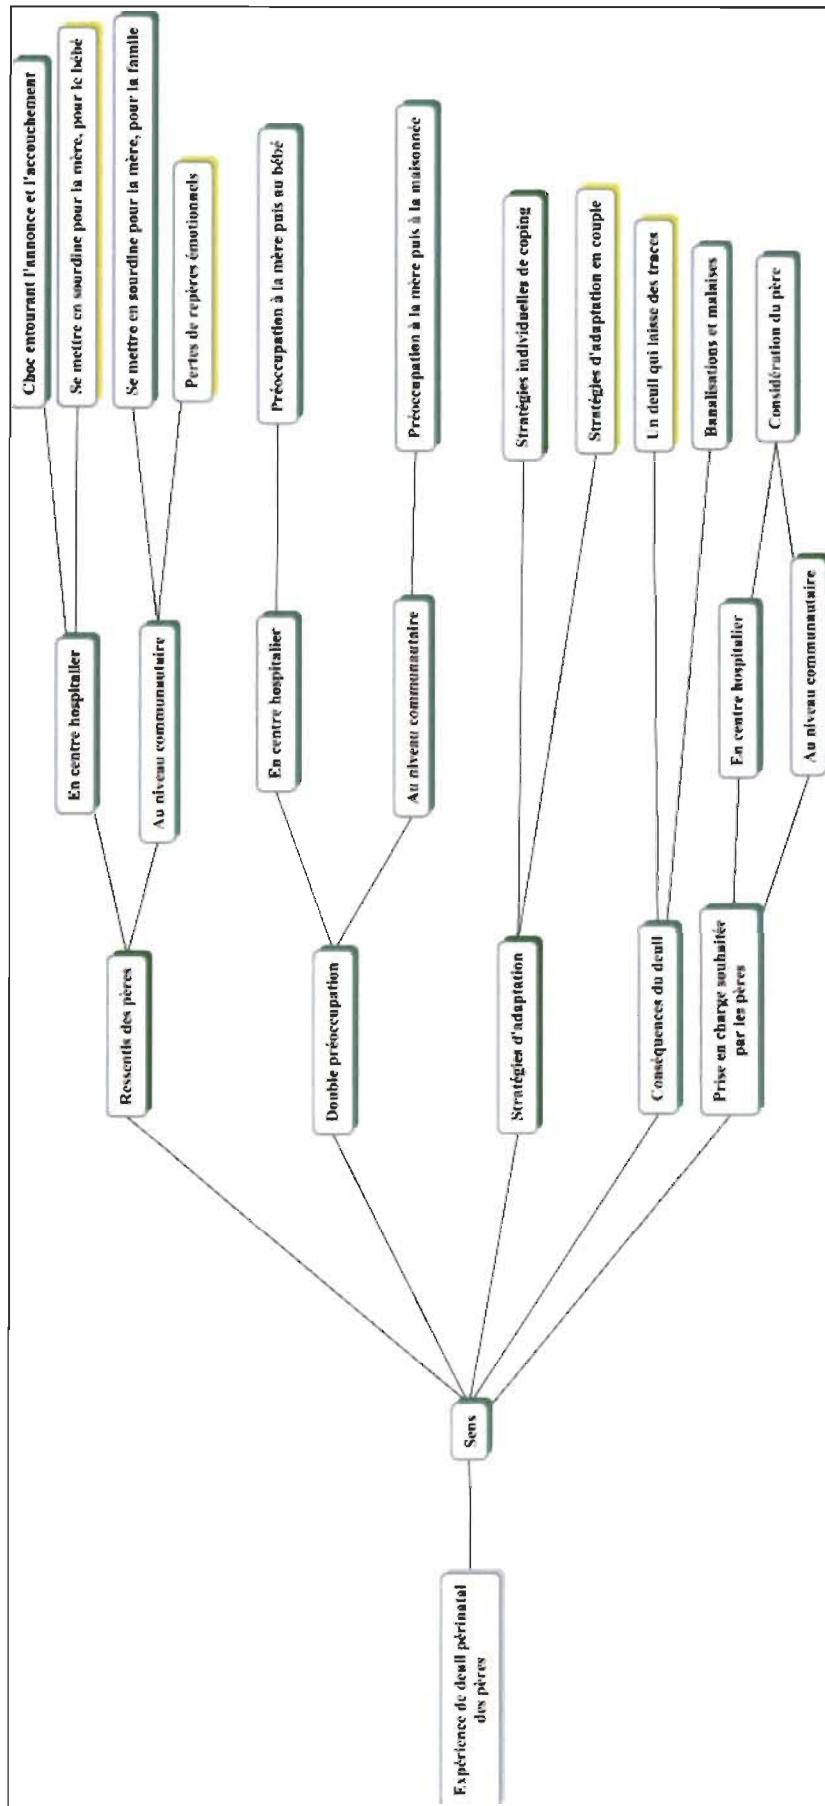 Expérience de deuil périnatal
des pères
Sens
Ressentis des pères
En centre hospitalier
Choc entourant l'annonce et l'accouchement
Se mettre en sourdine pour la mère, pour le bébé
Au niveau communautaire
Se mettre en sourdine pour la mère, pour la famile
Pertes de repères émotionnels
Double préoccupation
En centre hospitalier
Préoccupation à la mère puis au bébé
Au niveau communautaire
Préoccupation à la mère puis à la maisonnée
Stratégies d'adaptation
Stratégies individuelles de coping
Stratégies d'adaptation en couple
Conséquences du deuil
Un deuil qui laisse des traces
Banalisations et malaises
Prise en charge souhaitée
par les pères
En centre hospitalier
Au niveau communautaire
Considération du père